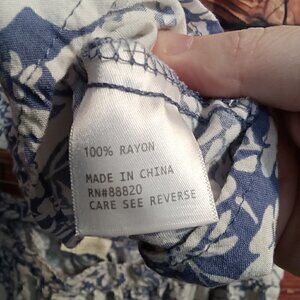 100% RAYON
MADE IN CHINA
RN#88820
CARE SEE REVERSE